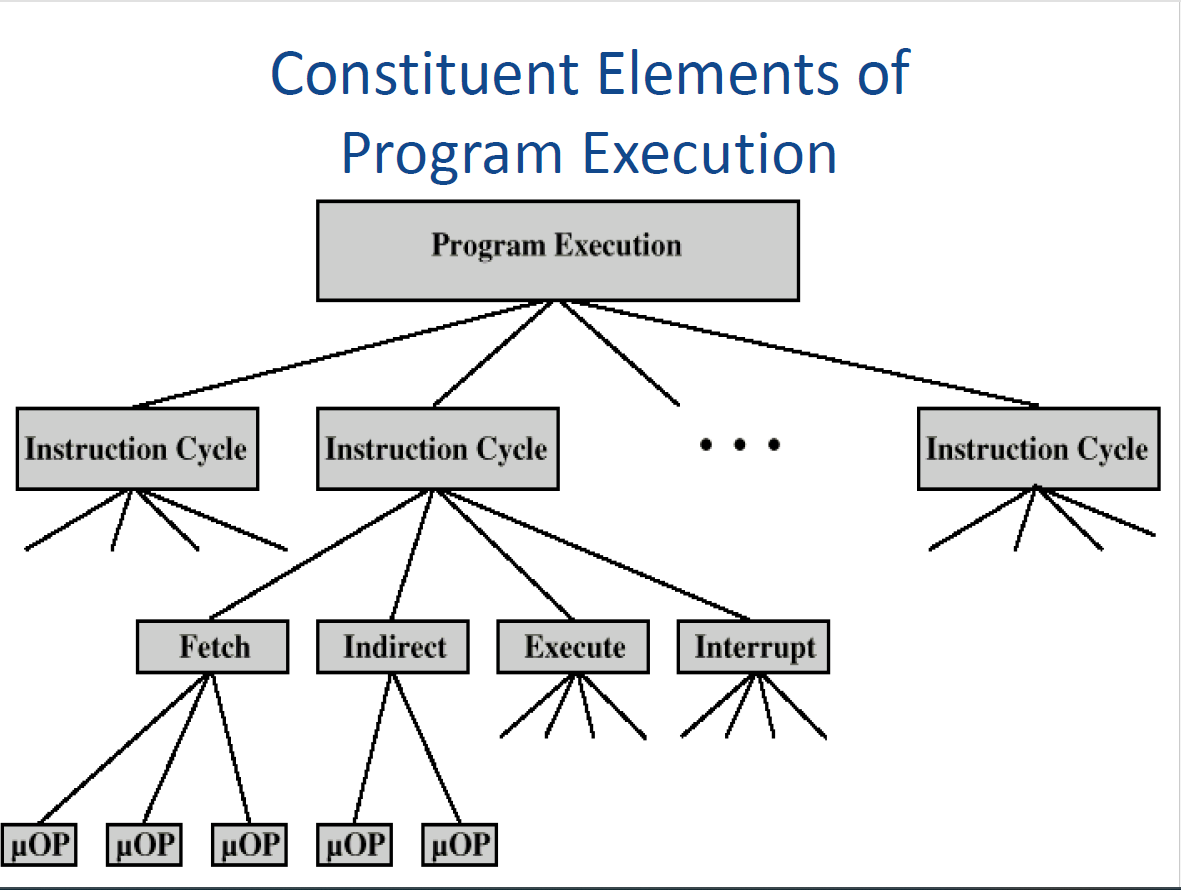 Constituent Elements of
Program Execution
Program Execution
Instruction Cycle
Instruction Cycle
• • •
Instruction Cycle
Fetch
Indirect
Execute
Interrupt
µOP
µOP
µOP
µOP
µOP